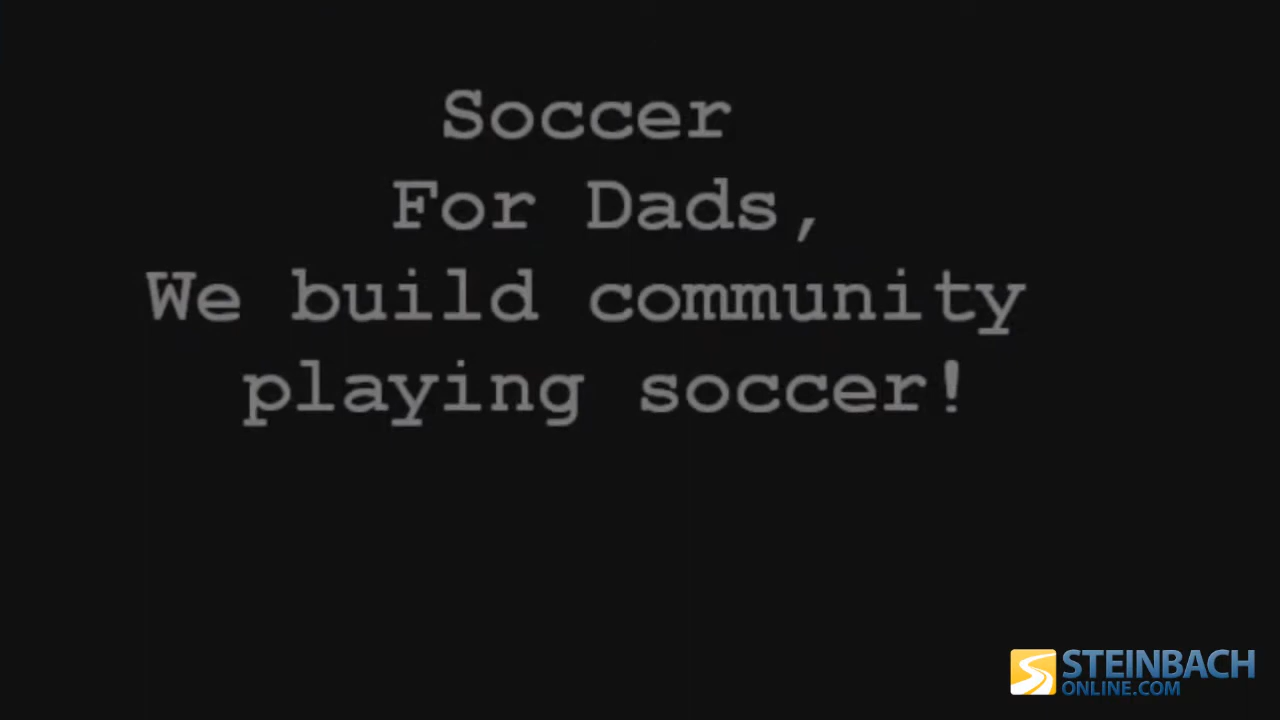 Soccer
For Dads,
We build community
playing soccer!
STEINBACH
ONLINE.COM